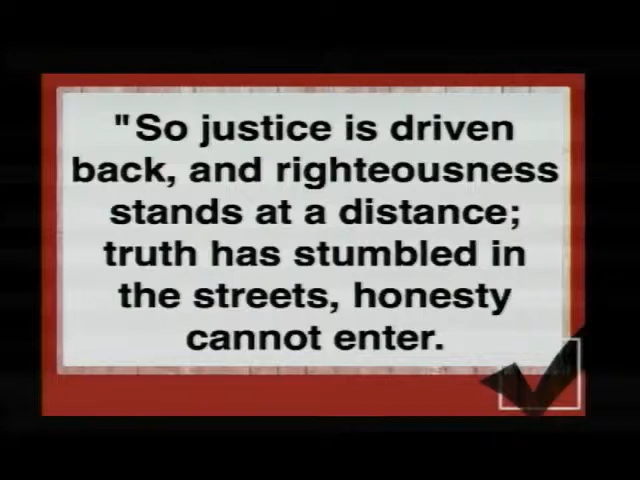 "So justice is driven
back, and righteousness
stands at a distance;
truth has stumbled in
the streets, honesty
cannot enter.